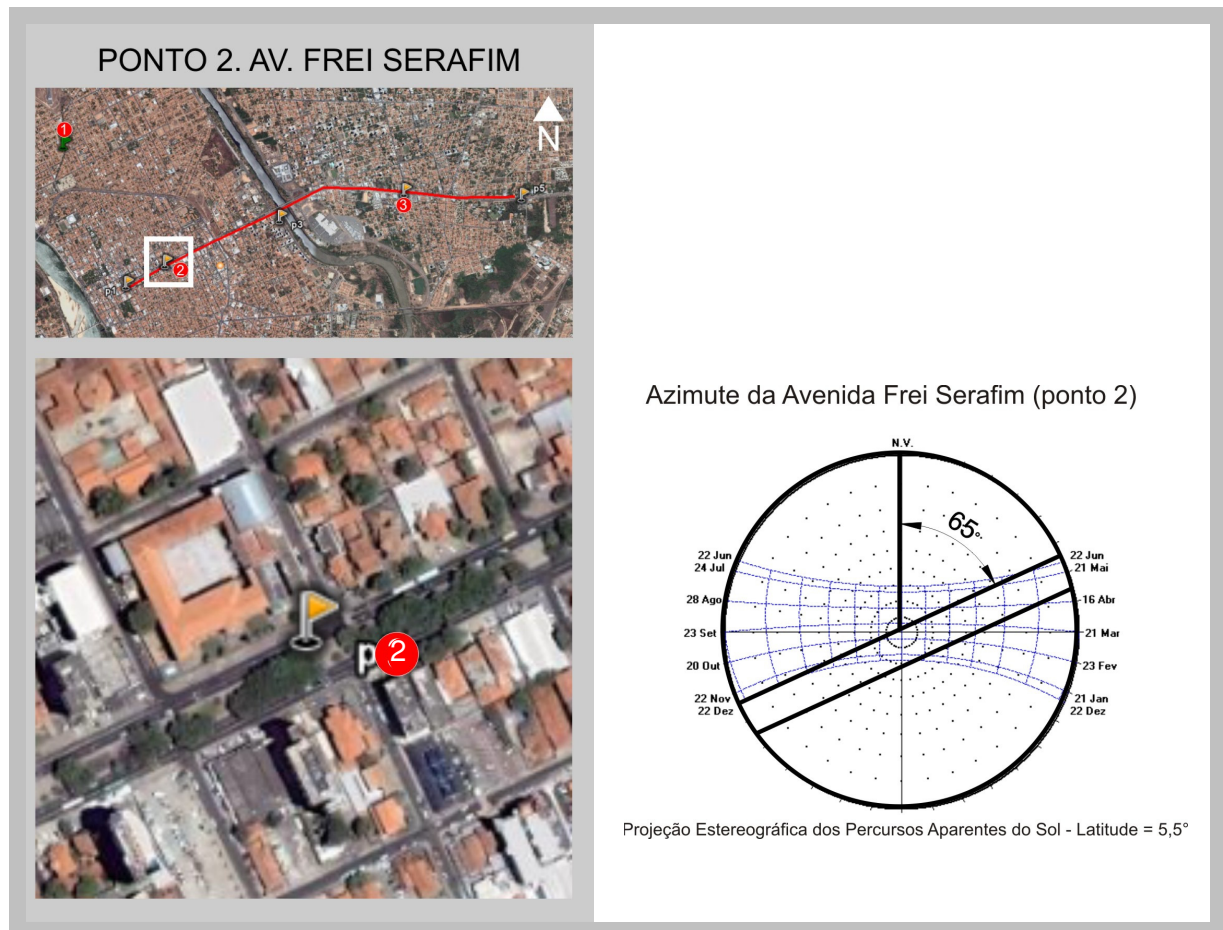 PONTO 2. AV. FREI SERAFIM
1
N
p5
3
p3
2
p1
p2
Azimute da Avenida Frei Serafim (ponto 2)
N.V.
65°
22 Jun
24 Jul
28 Ago
23 Set
20 Out
22 Nov
22 Dez
22 Jun
21 Mai
16 Abr
21 Mar
23 Fev
21 Jan
22 Dez
Projeção Estereográfica dos Percursos Aparentes do Sol - Latitude = 5,5°